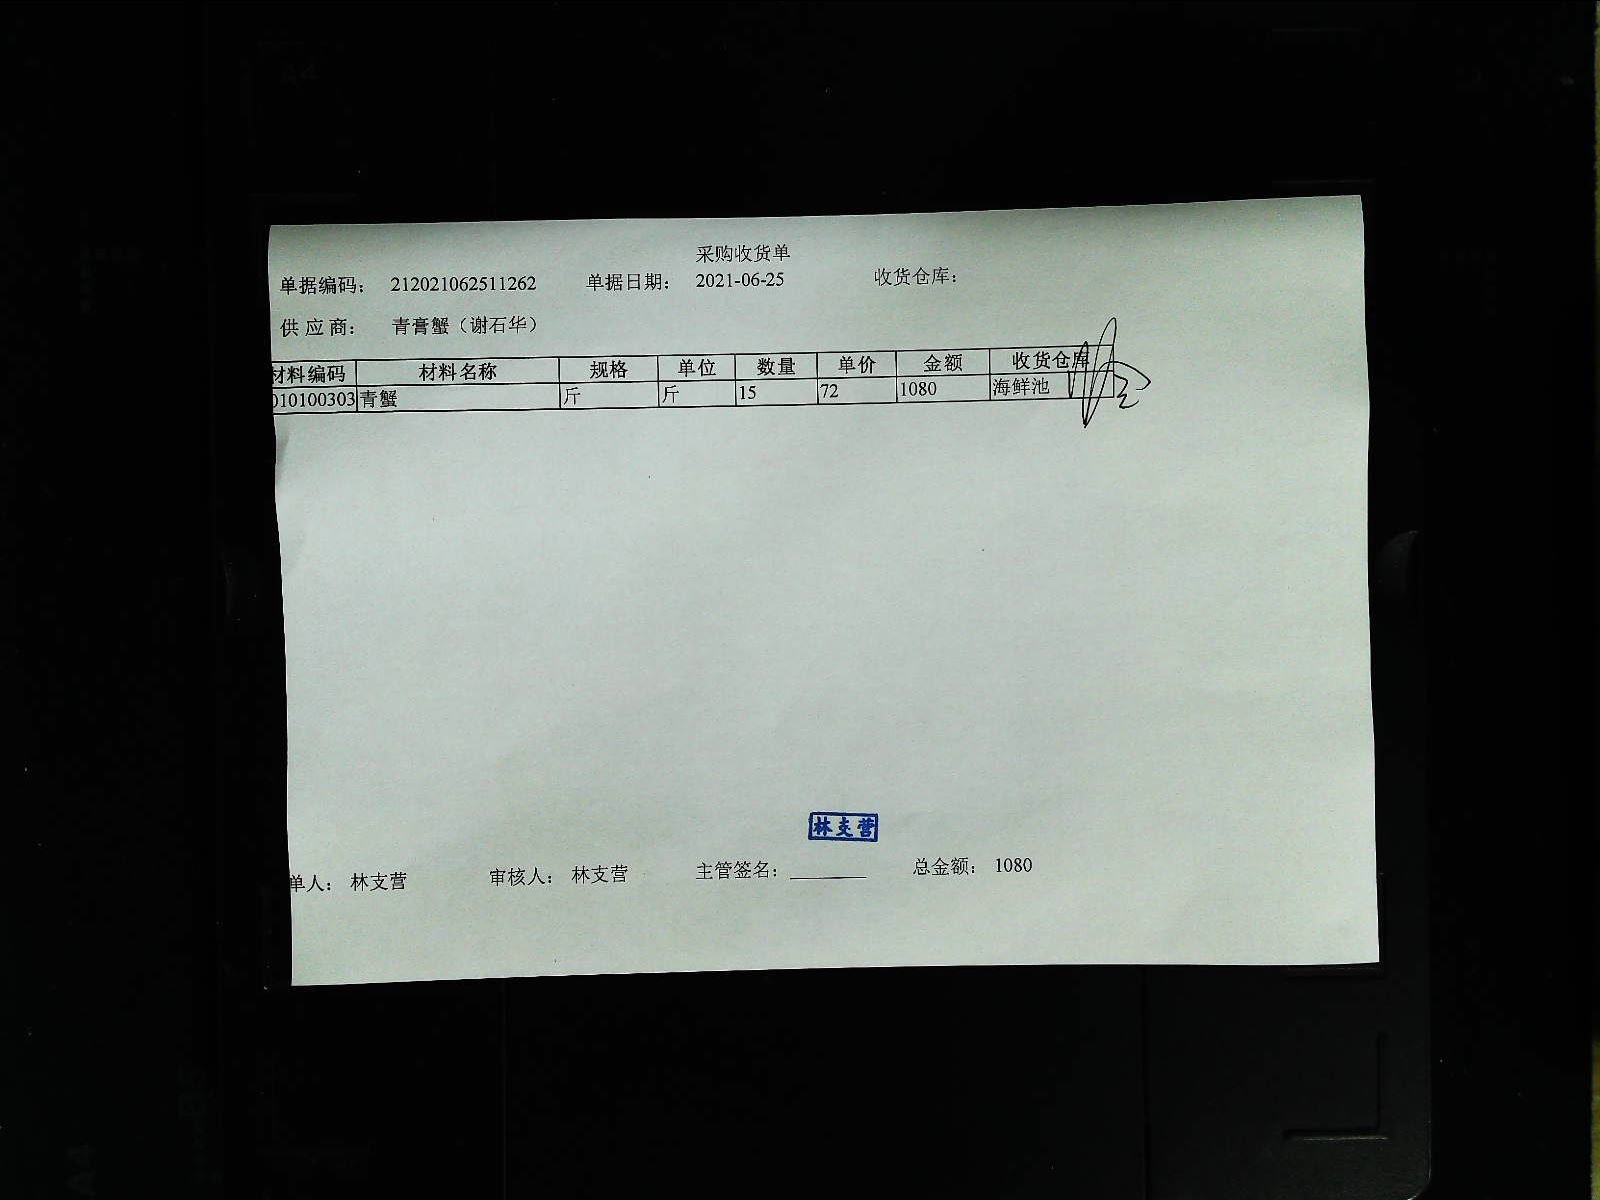 采购收货单
单据编码： 212021062511262 单据日期： 2021-06-25 收货仓库：
供 应 商： 青膏蟹（谢石华）
材料编码 材料名称 规格 单位 数量 单价 金额 收货仓库
010100303 青蟹 斤 斤 15 72 1080 海鲜池
林支营
单人： 林支营 审核人： 林支营 主管签名： 总金额： 1080